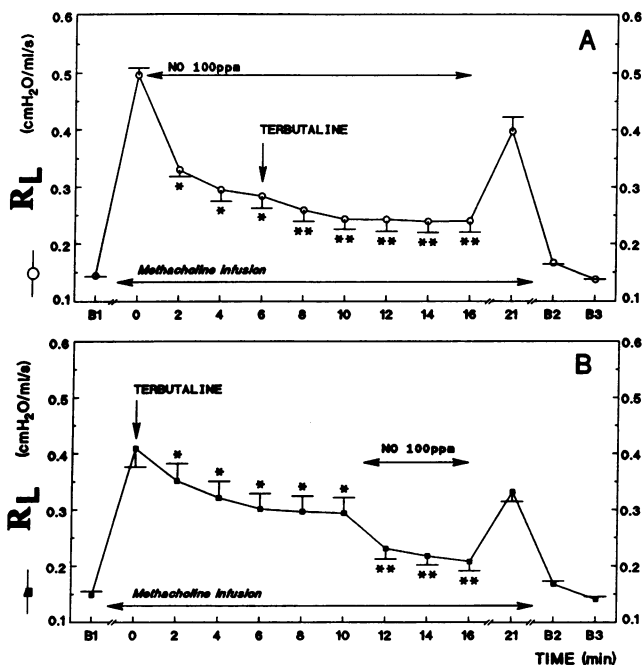 0.6 0.6
A
(cmH₂O/ml/s)
NO 100ppm
0.5 0.5
0.4 0.4
TERBUTALINE
R_L
0.3 0.3
* * * ** ** ** ** **
0.2 0.2
Methacholine infusion
0.1 0.1
B1 0 2 4 6 8 10 12 14 16 21 B2 B3
0.6 0.6
B
(cmH₂O/ml/s)
TERBUTALINE
0.5 0.5
NO 100ppm
0.4 0.4
* * * * *
R_L
0.3 0.3
0.2 0.2
** ** **
Methacholine infusion
0.1 0.1
B1 0 2 4 6 8 10 12 14 16 21 B2 B3
TIME (min)